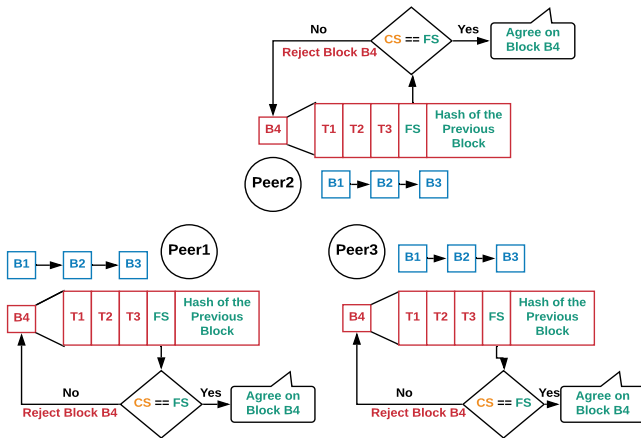 No
Reject Block B4
CS == FS
Yes
Agree on
Block B4
B4
T1
T2
T3
FS
Hash of the
Previous
Block
Peer2
B1
B2
B3
Peer1
B1
B2
B3
B4
T1
T2
T3
FS
Hash of the
Previous
Block
No
Reject Block B4
CS == FS
Yes
Agree on
Block B4
Peer3
B1
B2
B3
B4
T1
T2
T3
FS
Hash of the
Previous
Block
No
Reject Block B4
CS == FS
Yes
Agree on
Block B4